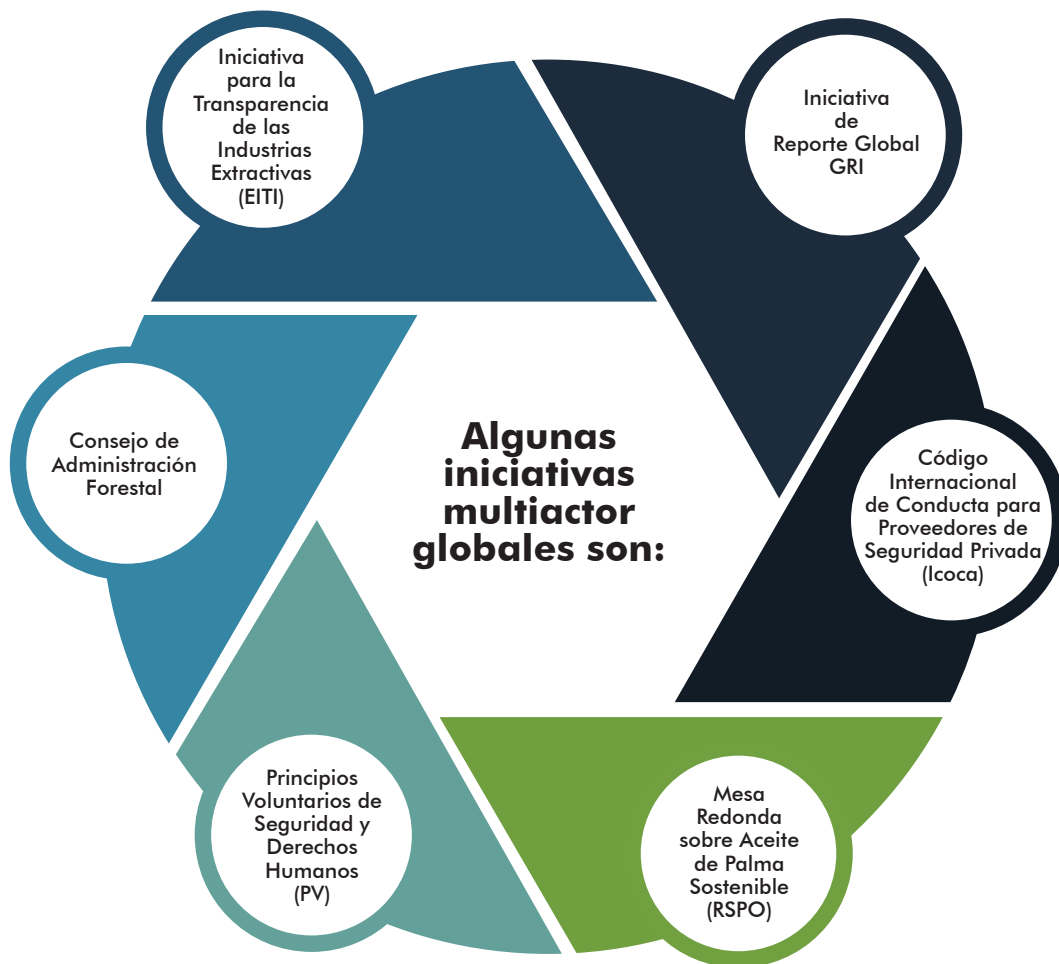 Iniciativa
para la
Transparencia
de las
Industrias
Extractivas
(EITI)
Iniciativa
de
Reporte Global
GRI
Consejo de
Administración
Forestal
Algunas
iniciativas
multiactor
globales son:
Código
Internacional
de Conducta para
Proveedores de
Seguridad Privada
(Icoca)
Principios
Voluntarios de
Seguridad y
Derechos
Humanos
(PV)
Mesa
Redonda
sobre Aceite
de Palma
Sostenible
(RSPO)